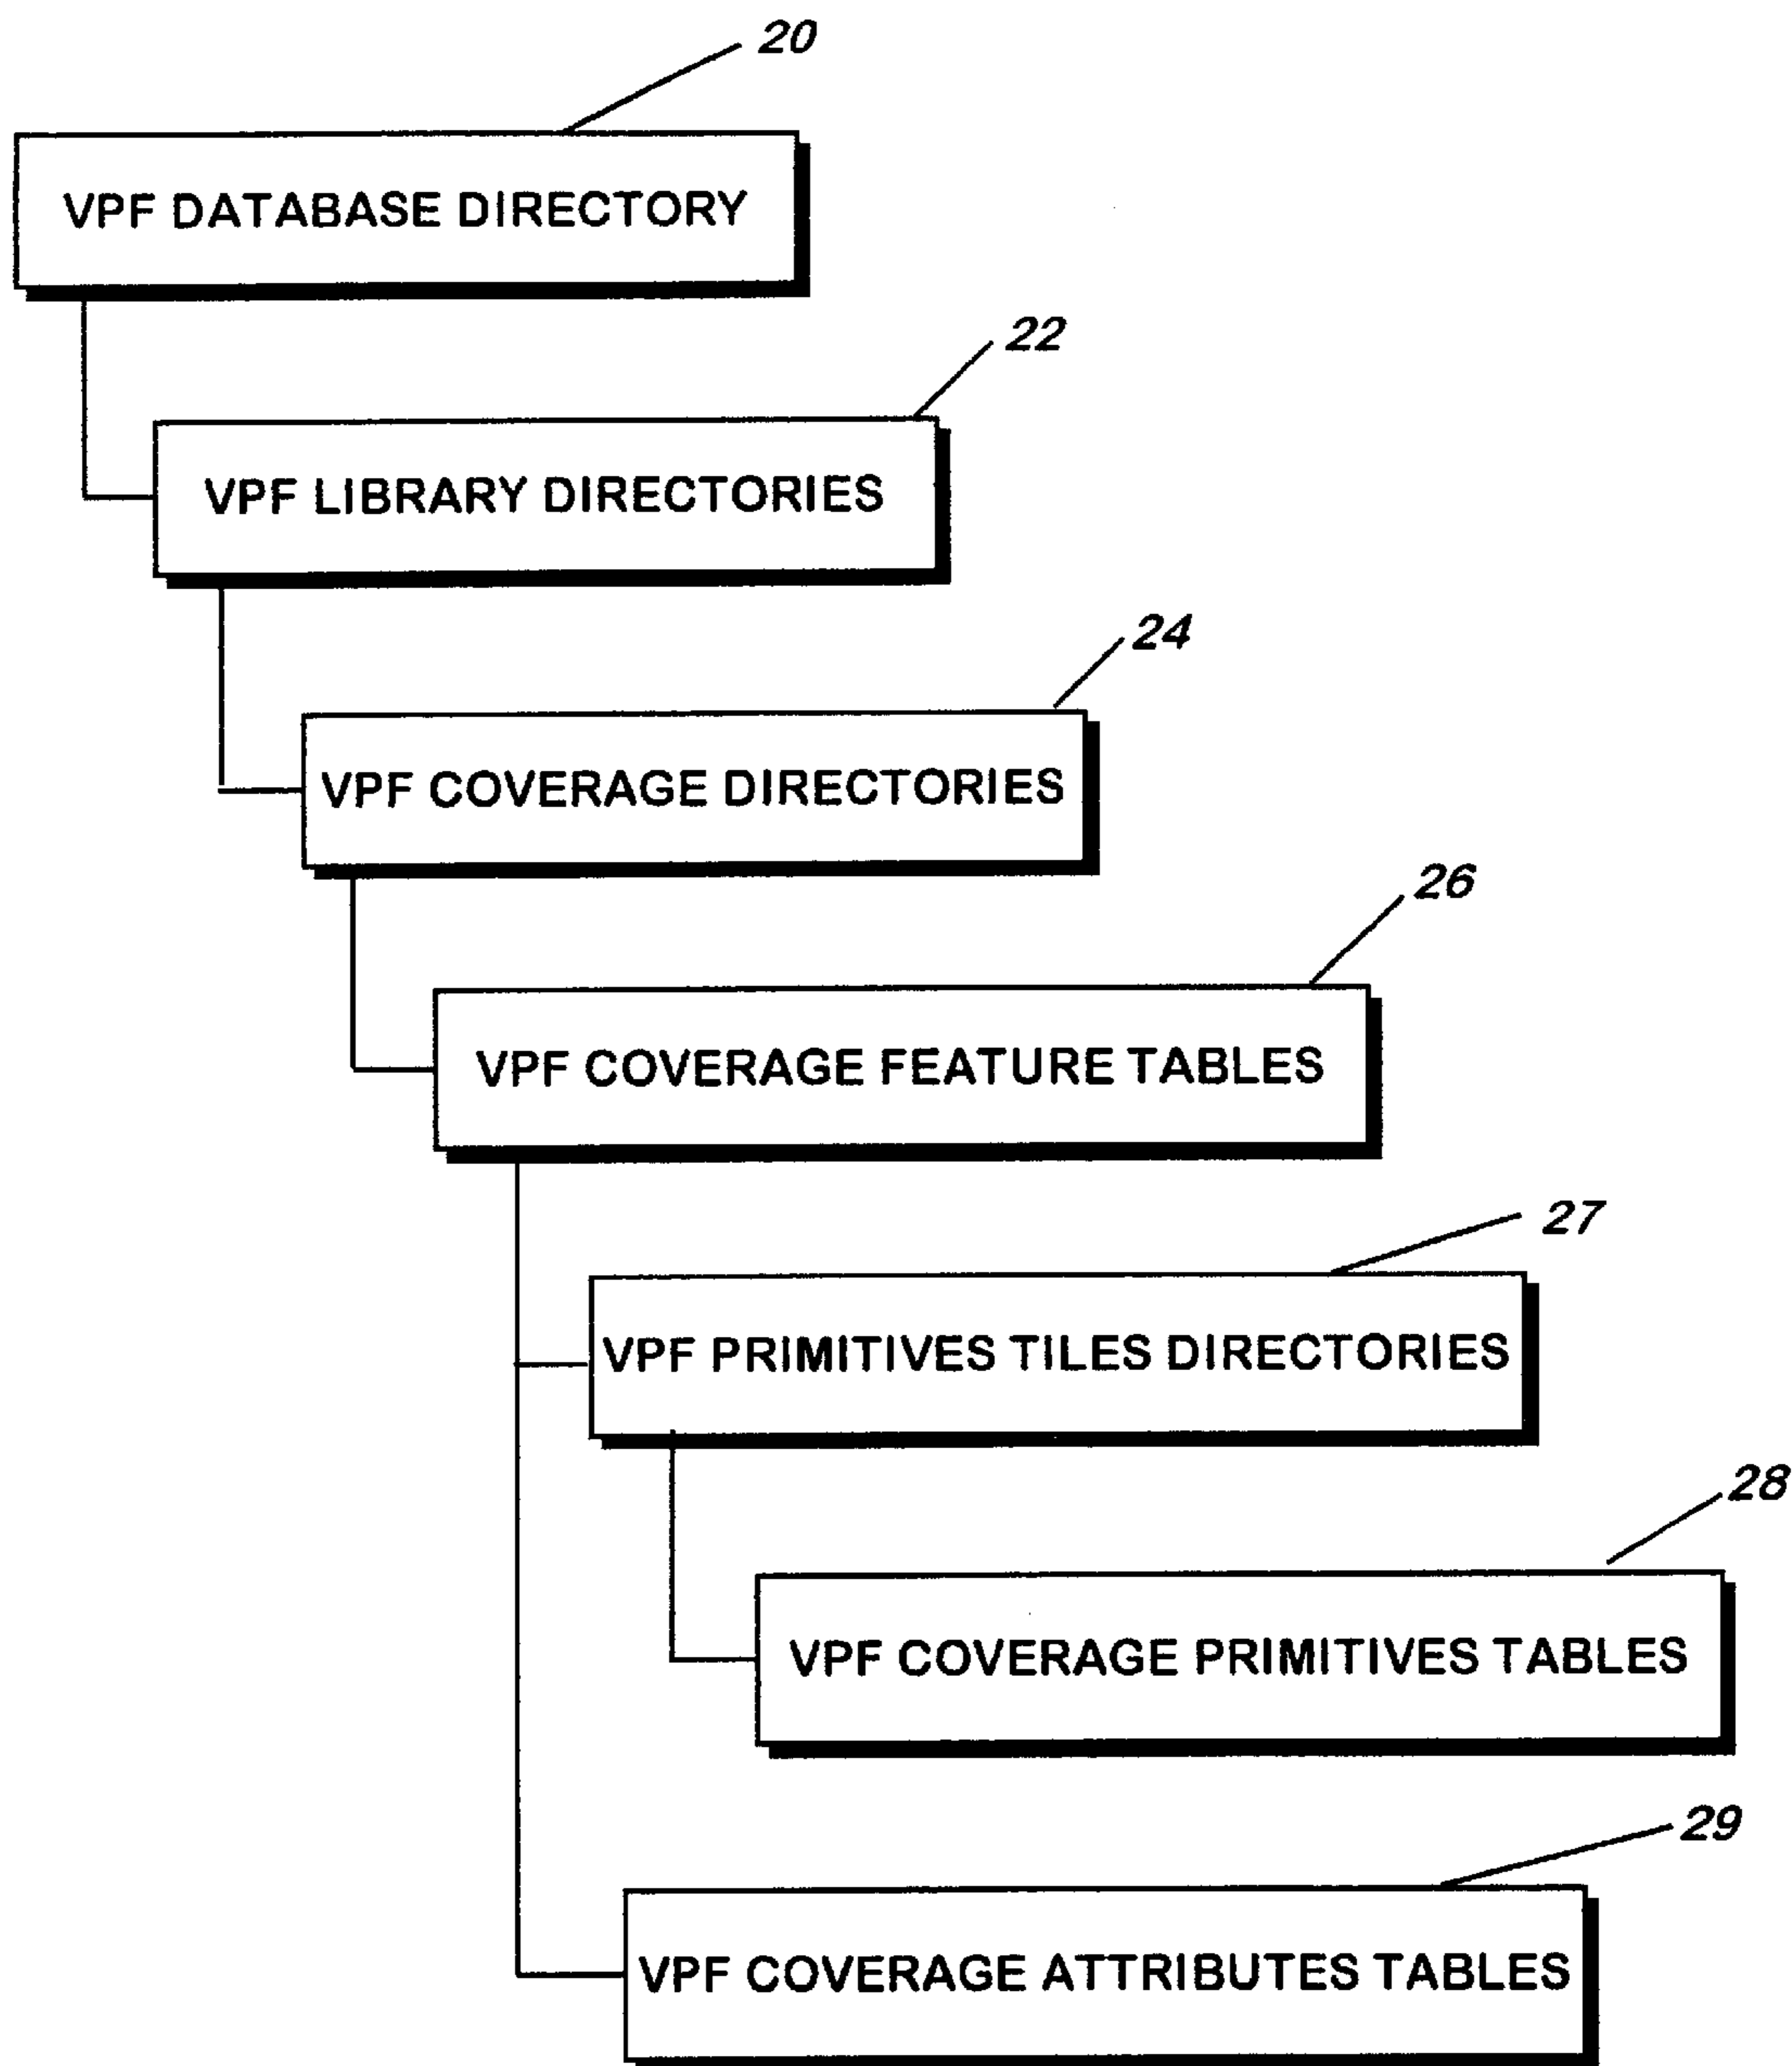 20
VPF DATABASE DIRECTORY
22
VPF LIBRARY DIRECTORIES
24
VPF COVERAGE DIRECTORIES
26
VPF COVERAGE FEATURE TABLES
27
VPF PRIMITIVES TILES DIRECTORIES
28
VPF COVERAGE PRIMITIVES TABLES
29
VPF COVERAGE ATTRIBUTES TABLES